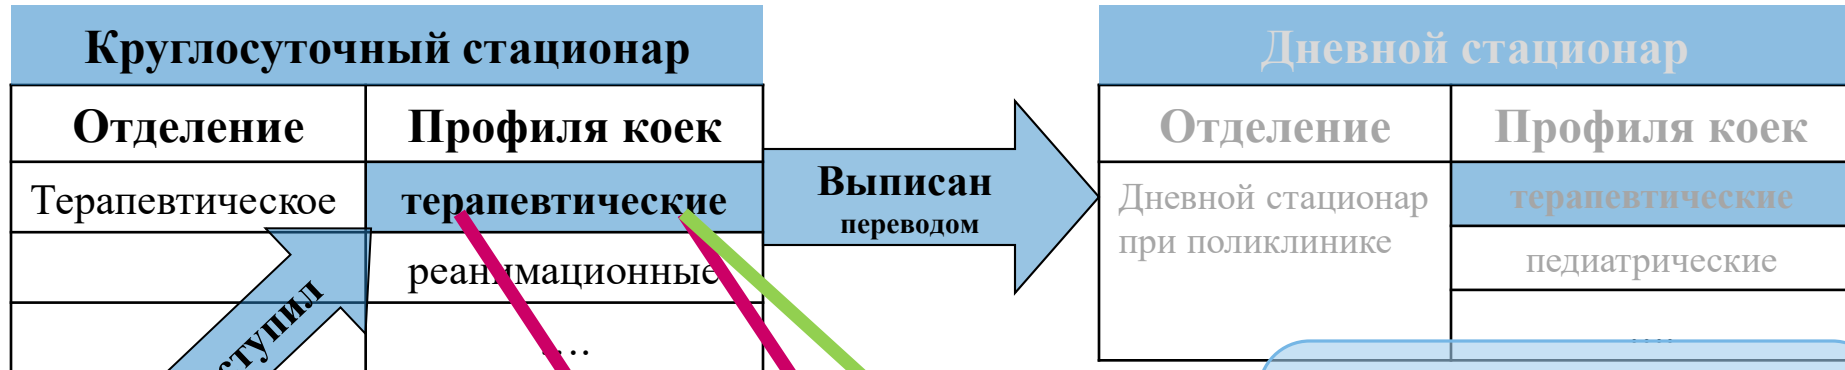 Круглосуточный стационар
Отделение Профиля коек
Терапевтическое терапевтические
реанимационные
....
Выписан
переводом
Дневной стационар
Отделение Профиля коек
Дневной стационар
при поликлинике
терапевтические
педиатрические
....